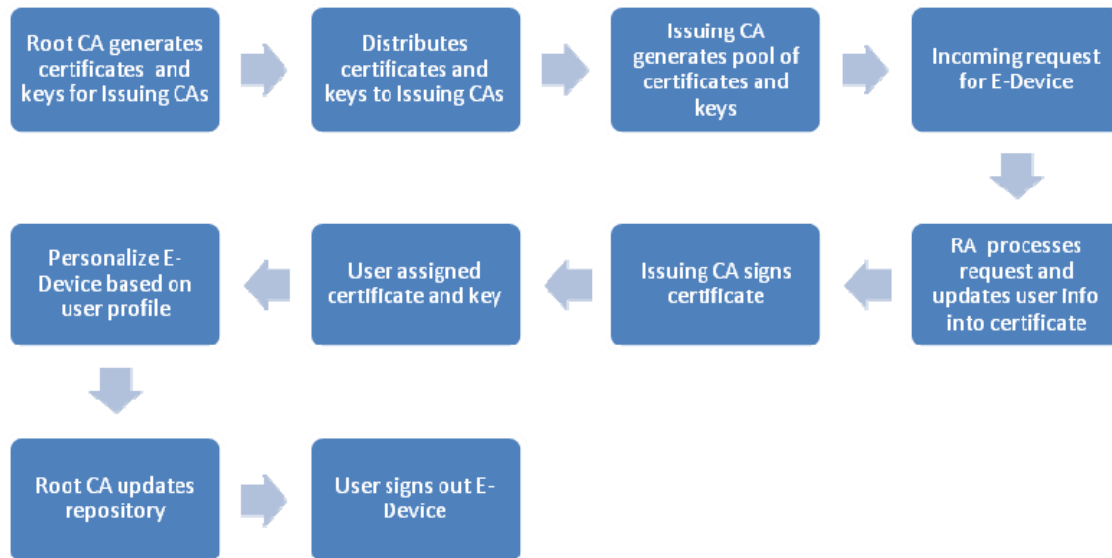 Root CA generates
certificates and
keys for Issuing CAs
Distributes
certificates and
keys to Issuing CAs
Issuing CA
generates pool of
certificates and
keys
Incoming request
for E-Device
RA processes
request and
updates user info
into certificate
Issuing CA signs
certificate
User assigned
certificate and key
Personalize E-
Device based on
user profile
Root CA updates
repository
User signs out E-
Device